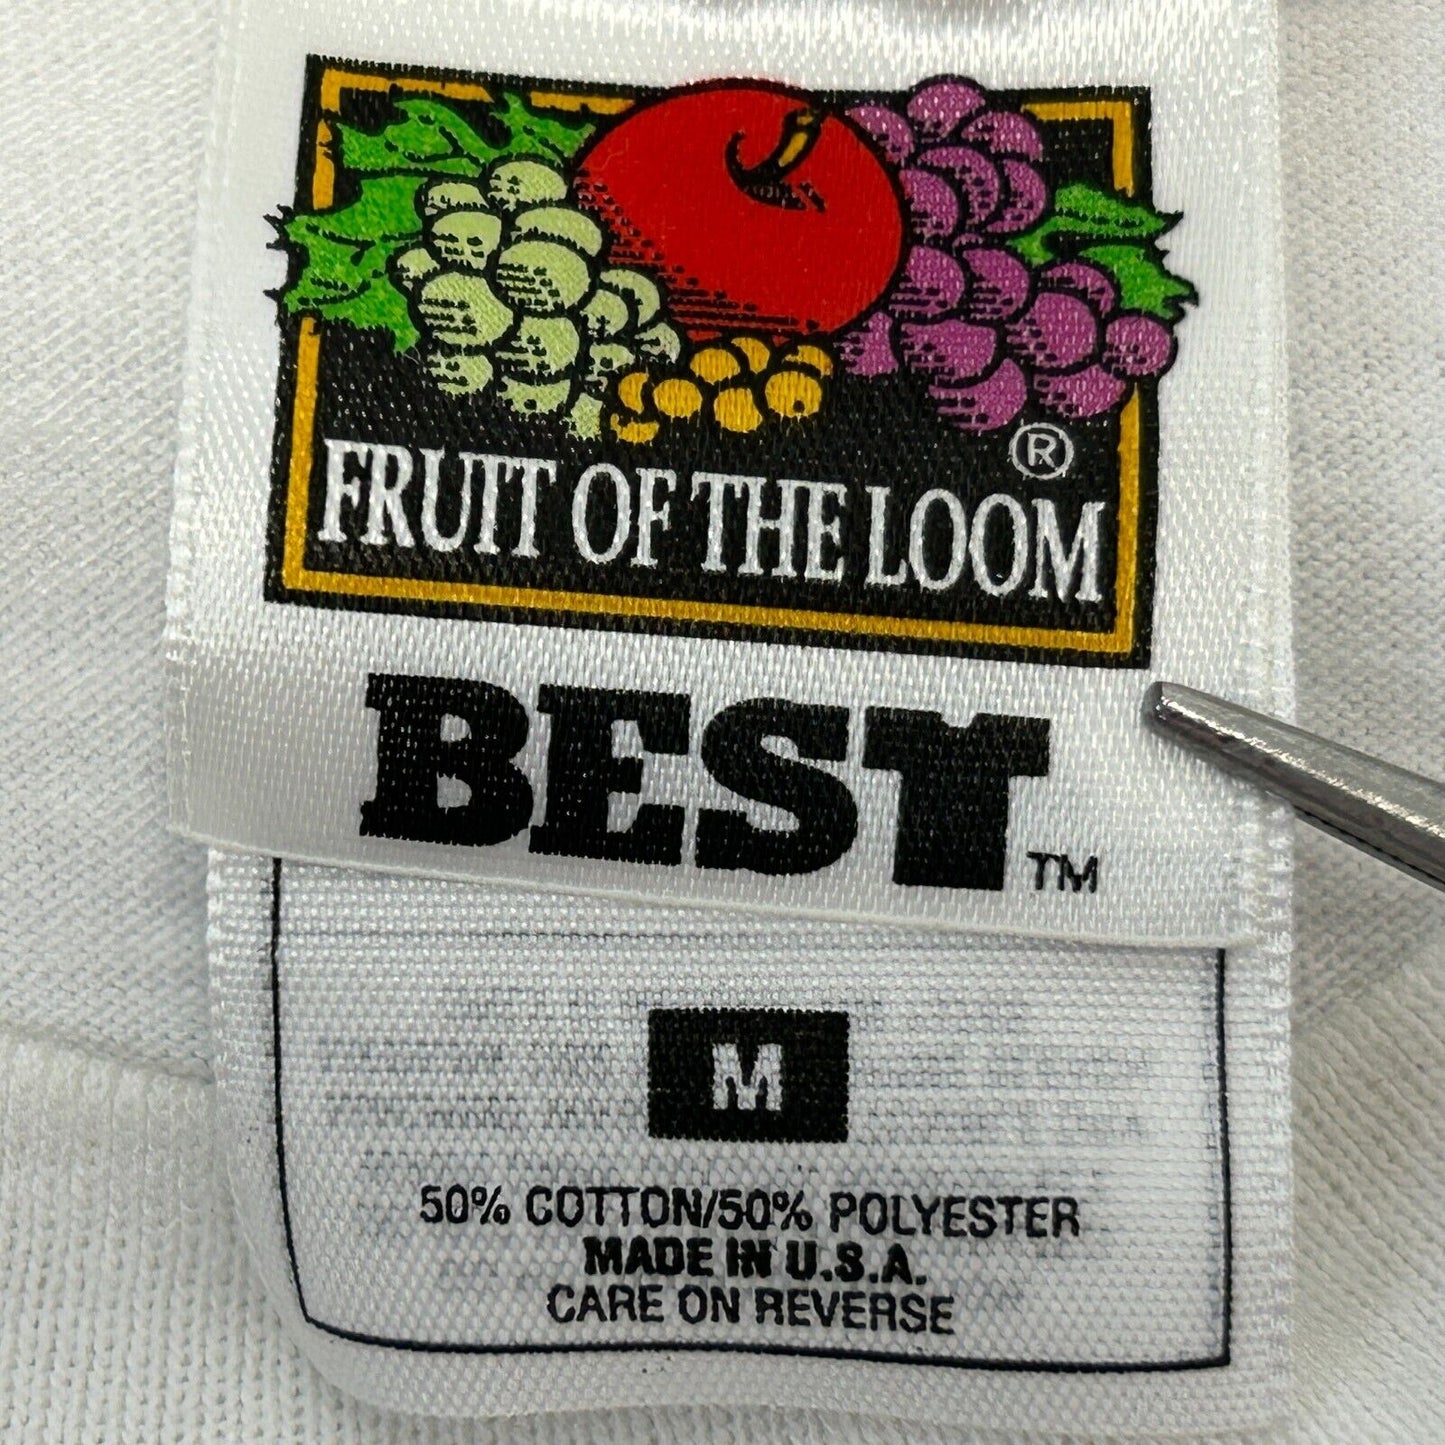 ®
FRUIT OF THE LOOM
BEST™
M
50% COTTON/50% POLYESTER
MADE IN U.S.A.
CARE ON REVERSE